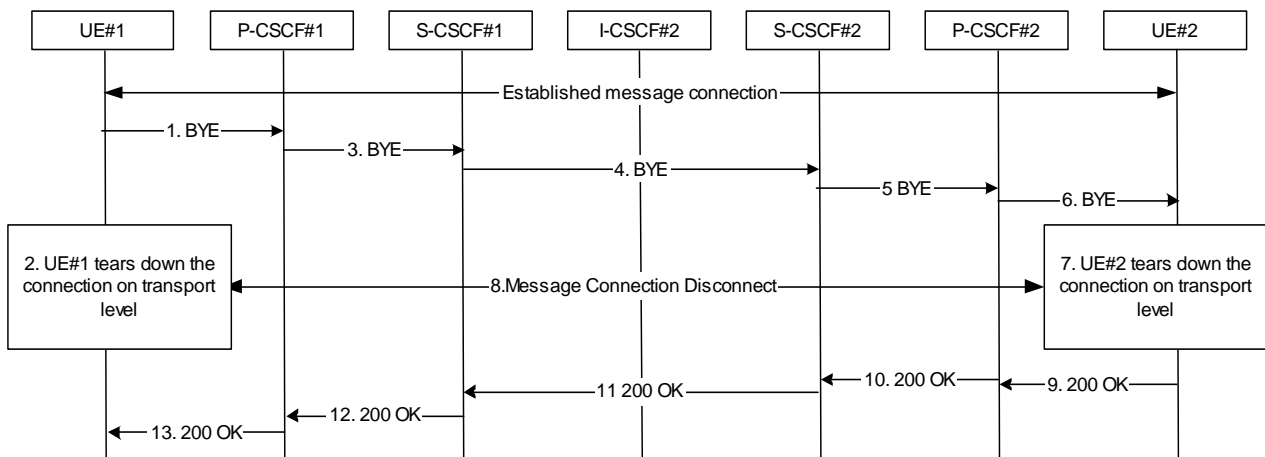 UE#1
P-CSCF#1
S-CSCF#1
I-CSCF#2
S-CSCF#2
P-CSCF#2
UE#2
Established message connection
1. BYE
3. BYE
4. BYE
5 BYE
6. BYE
2. UE#1 tears down the
connection on transport
level
8.Message Connection Disconnect
7. UE#2 tears down the
connection on transport
level
9. 200 OK
10. 200 OK
11 200 OK
12. 200 OK
13. 200 OK